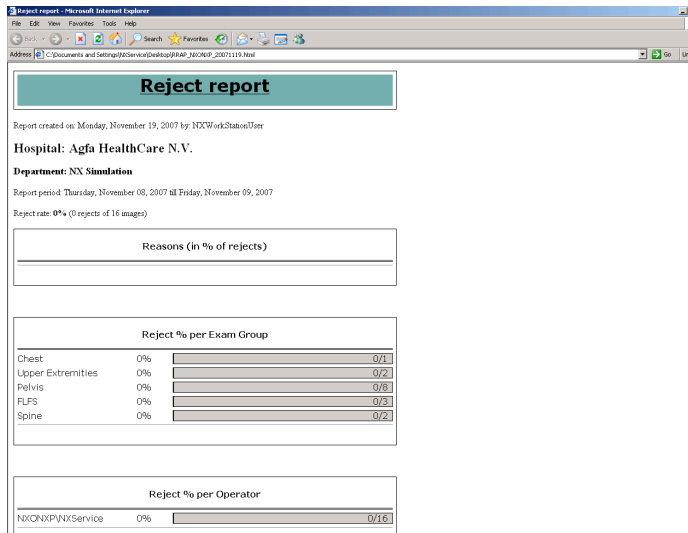 Reject report - Microsoft Internet Explorer
File Edit View Favorites Tools Help
Back Search Favorites
Address C:\Documents and Settings\NXService\Desktop\RRAP_NXONXP_20071119.html Go
Reject report
Report created on: Monday, November 19, 2007 by: NXWorkStationUser
Hospital: Agfa HealthCare N.V.
Department: NX Simulation
Report period: Thursday, November 08, 2007 till Friday, November 09, 2007
Reject rate: 0% (0 rejects of 16 images)
Reasons (in % of rejects)
Reject % per Exam Group
Chest 0% 0/1
Upper Extremities 0% 0/2
Pelvis 0% 0/8
FLFS 0% 0/3
Spine 0% 0/2
Reject % per Operator
NXONXP\NXService 0% 0/16